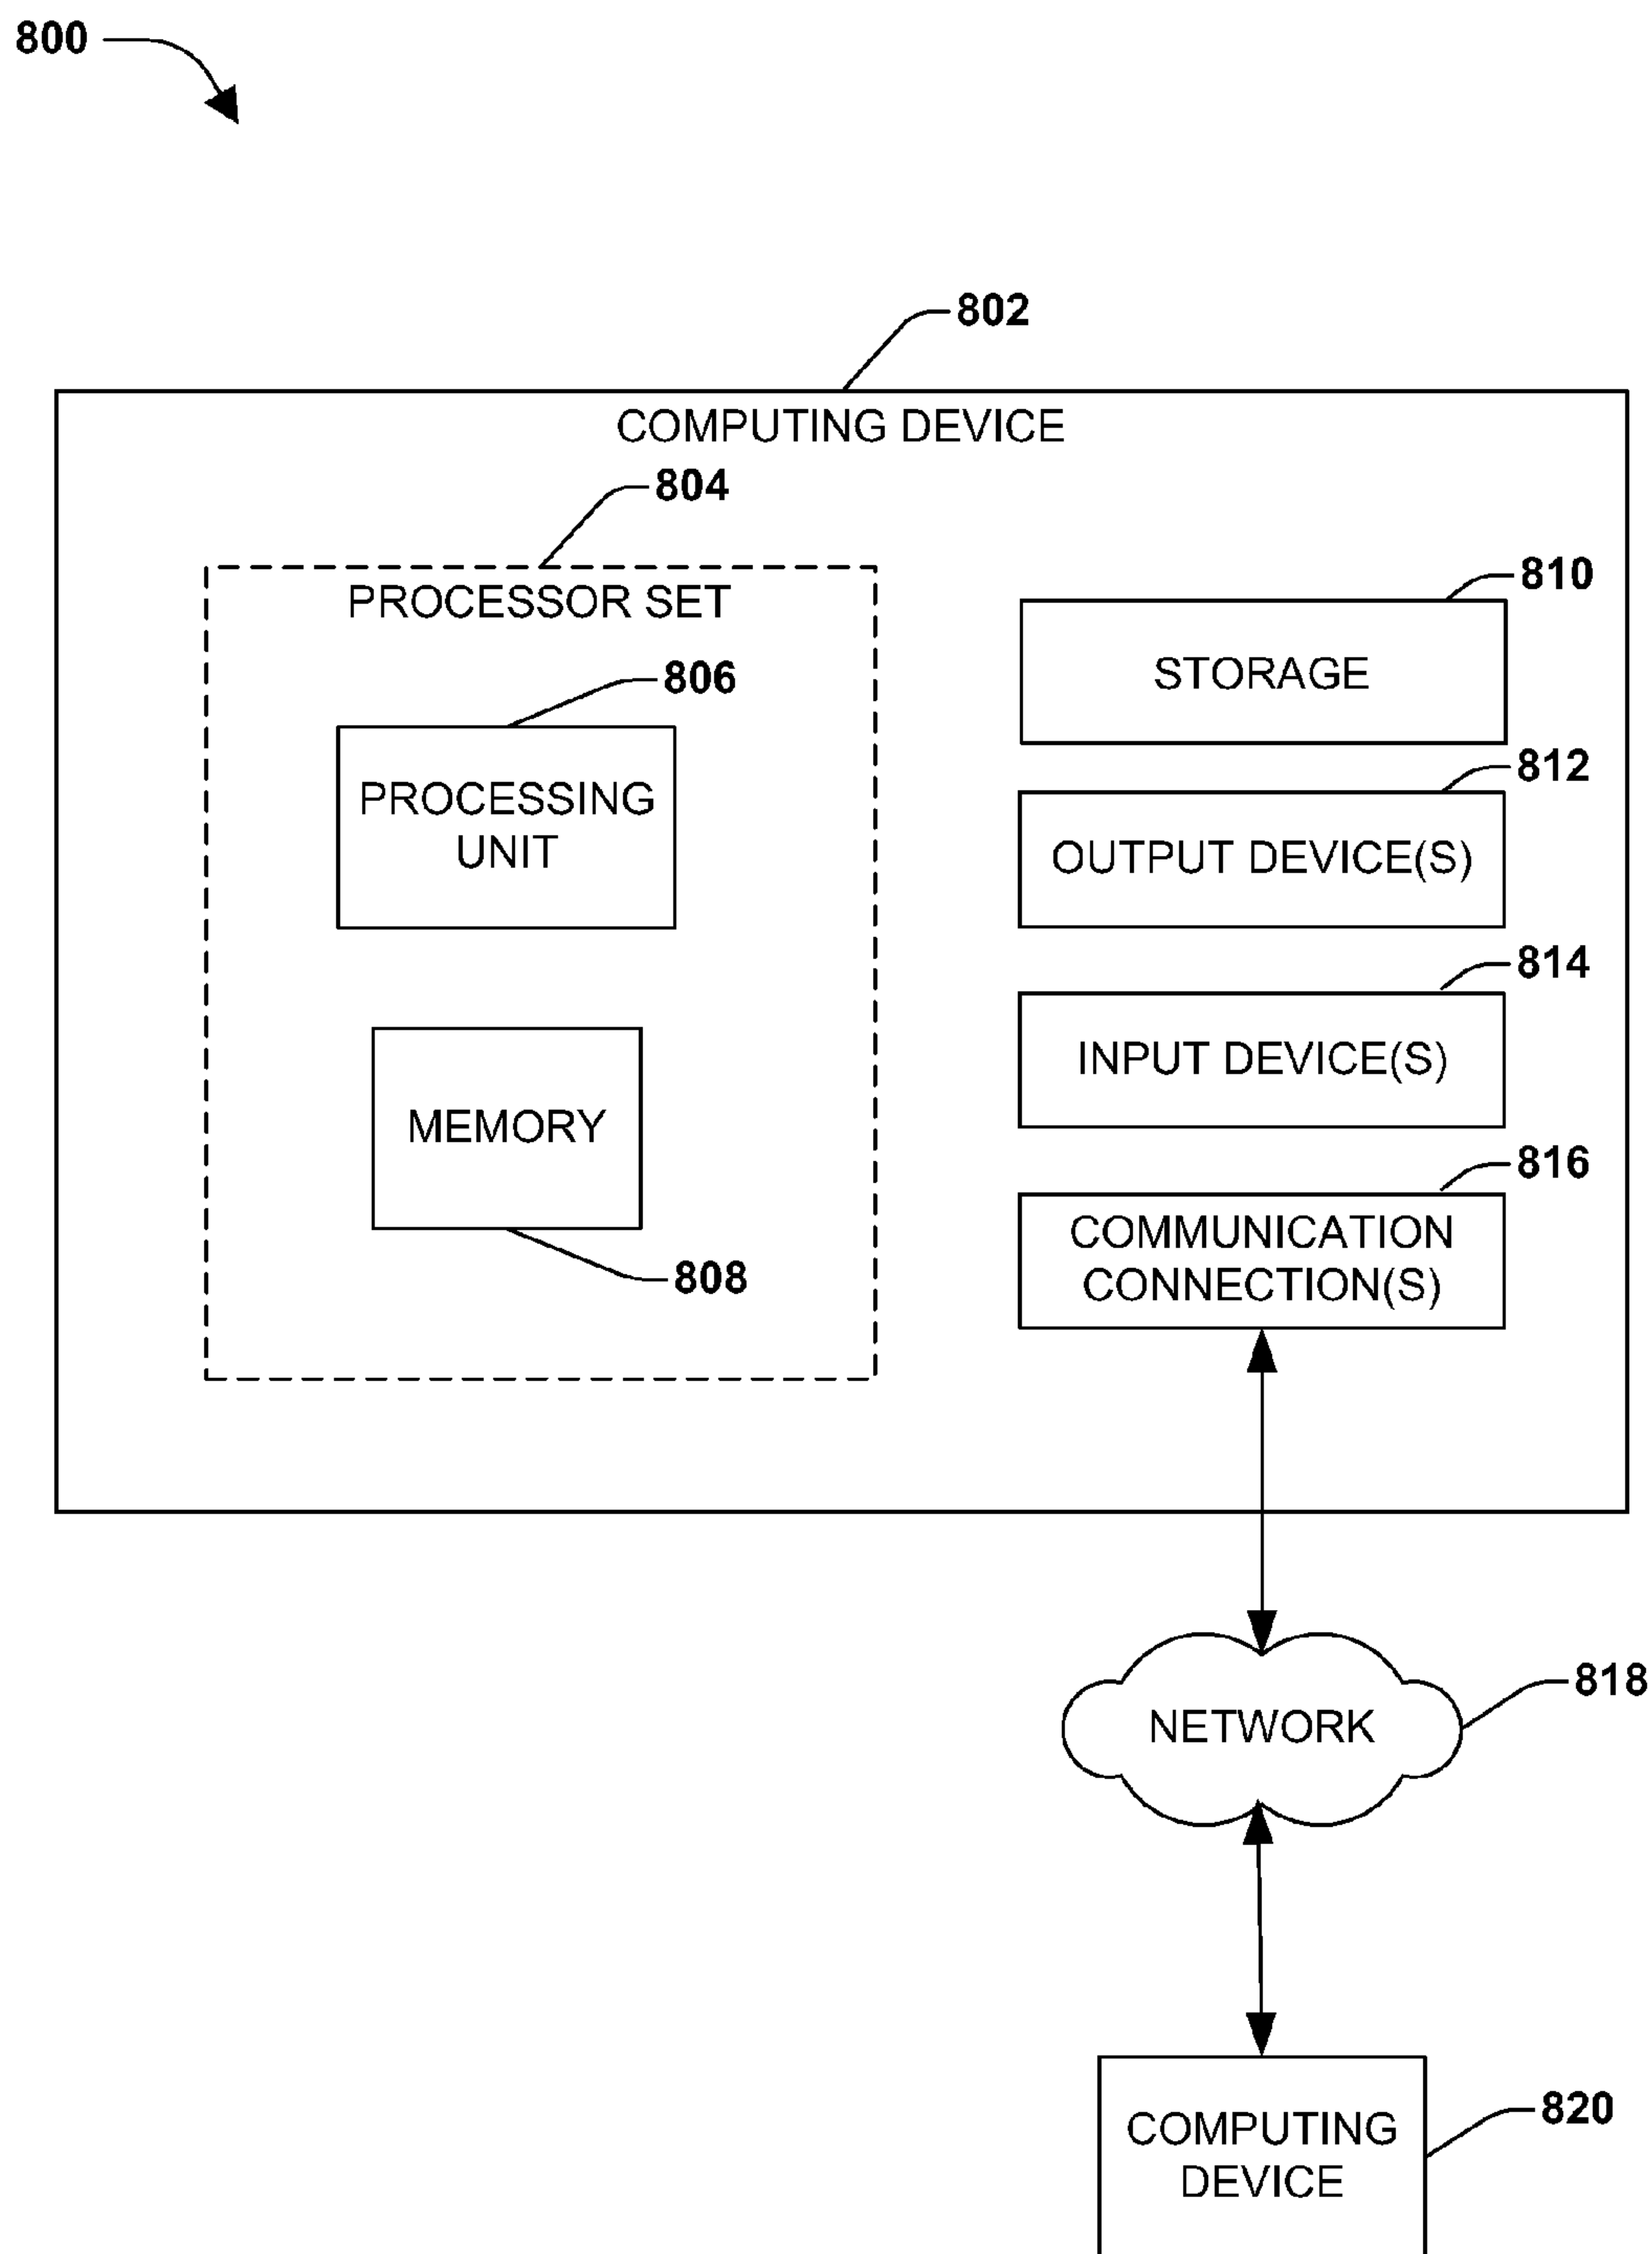 800
802
COMPUTING DEVICE
804
PROCESSOR SET
806
PROCESSING
UNIT
MEMORY
808
810
STORAGE
812
OUTPUT DEVICE(S)
814
INPUT DEVICE(S)
816
COMMUNICATION
CONNECTION(S)
818
NETWORK
820
COMPUTING
DEVICE